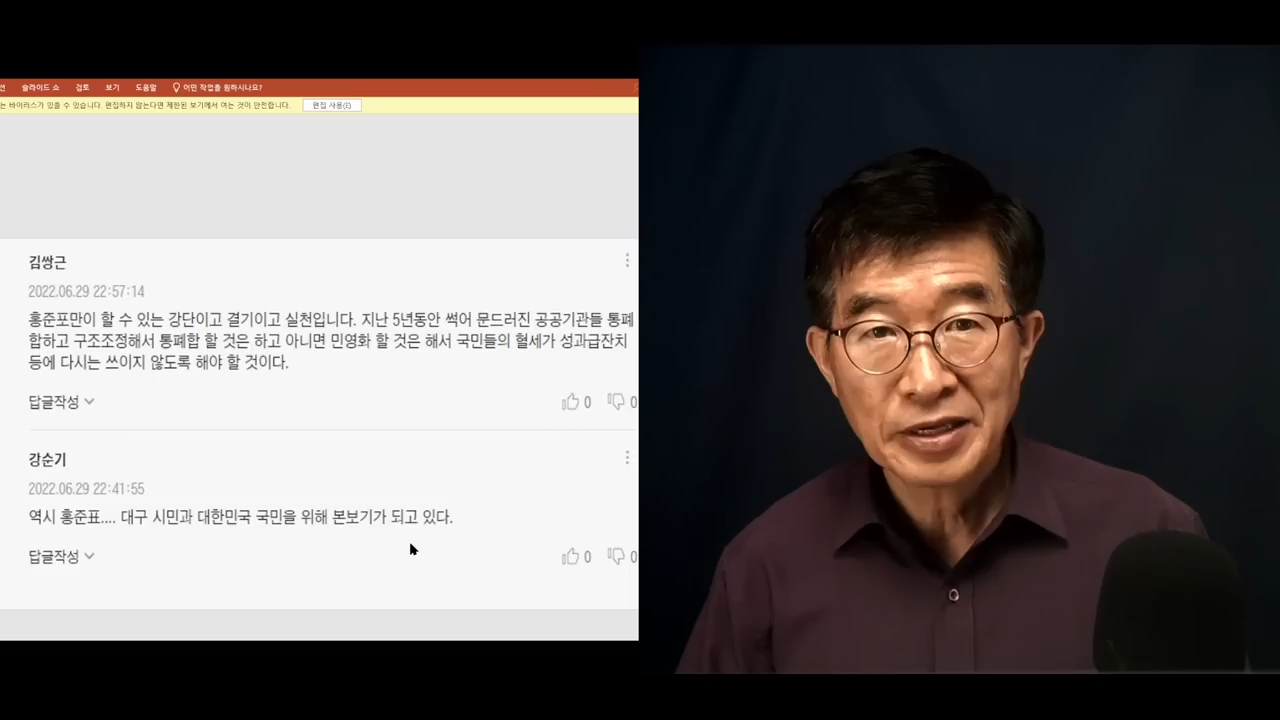 션 슬라이드 쇼 검토 보기 도움말 어떤 작업을 원하시나요?
는 바이러스가 있을 수 있습니다. 편집하지 않는다면 제한된 보기에서 여는 것이 안전합니다. 편집 사용(E)
김쌍근
2022.06.29 22:57:14
홍준포만이 할 수 있는 강단이고 결기이고 실천입니다. 지난 5년동안 썩어 문드러진 공공기관들 통폐
합하고 구조조정해서 통폐합 할 것은 하고 아니면 민영화 할 것은 해서 국민들의 혈세가 성과급잔치
등에 다시는 쓰이지 않도록 해야 할 것이다.
답글작성 0 0
강순기
2022.06.29 22:41:55
역시 홍준표.... 대구 시민과 대한민국 국민을 위해 본보기가 되고 있다.
답글작성 0 0